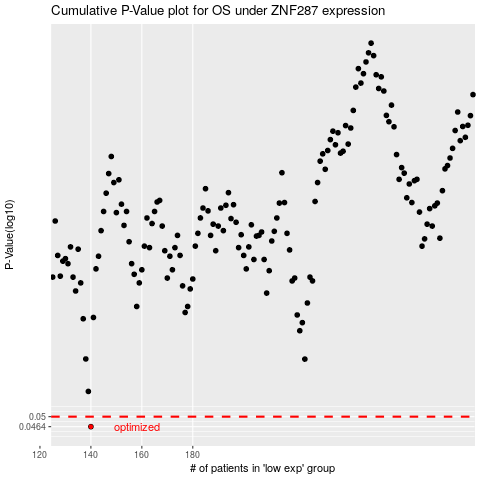 Cumulative P-Value plot for OS under ZNF287 expression
P-Value(log10)
0.05
0.0464
optimized
120 140 160 180
# of patients in 'low exp' group